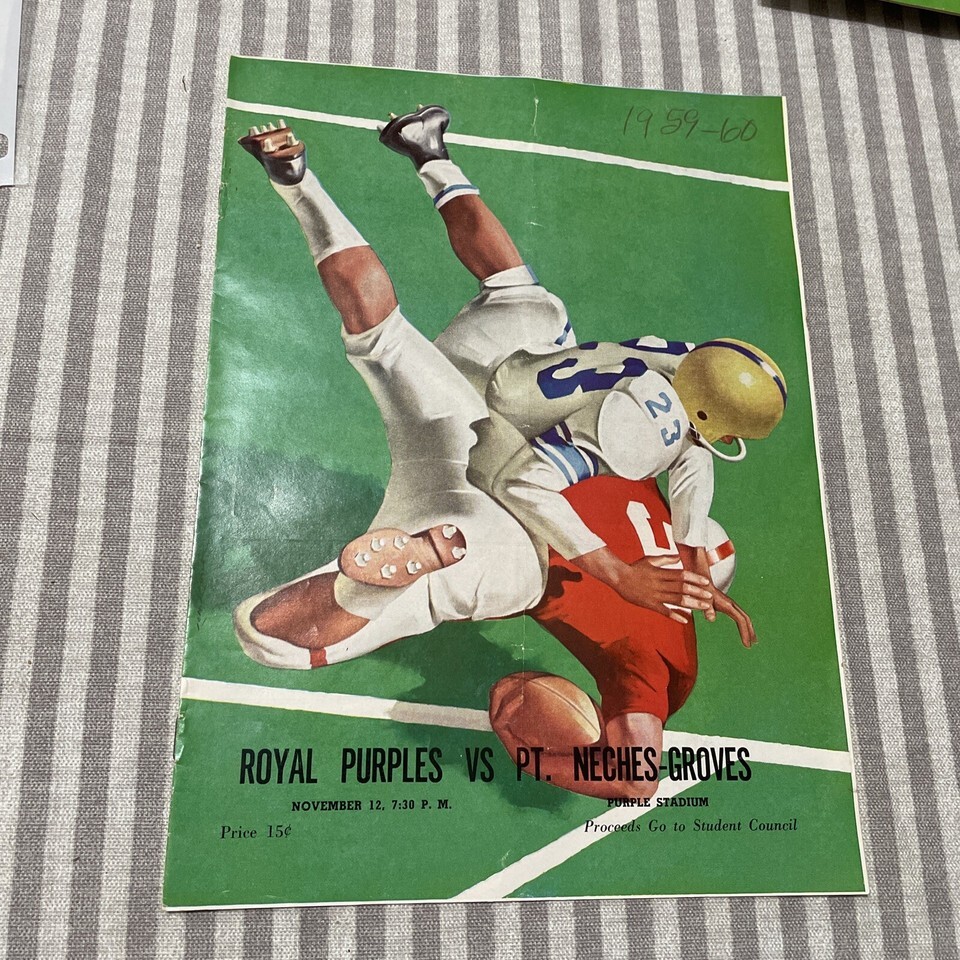 1959-60
23
23
ROYAL PURPLES VS PT. NECHES-GROVES
NOVEMBER 12, 7:30 P. M.
PURPLE STADIUM
Price 15¢
Proceeds Go to Student Council